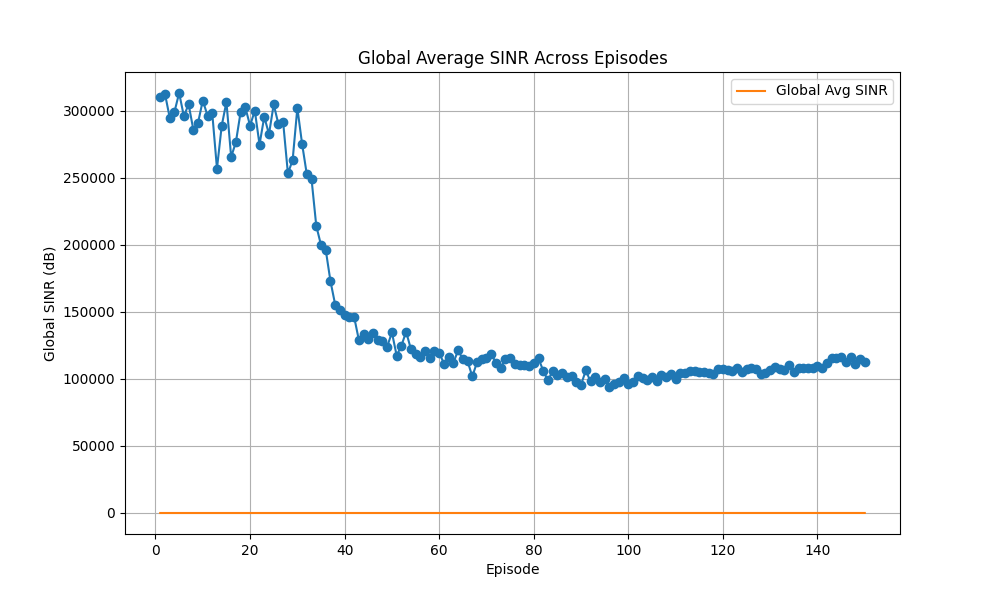 Global Average SINR Across Episodes
Global Avg SINR
300000
250000
200000
150000
100000
50000
0
Global SINR (dB)
0 20 40 60 80 100 120 140
Episode